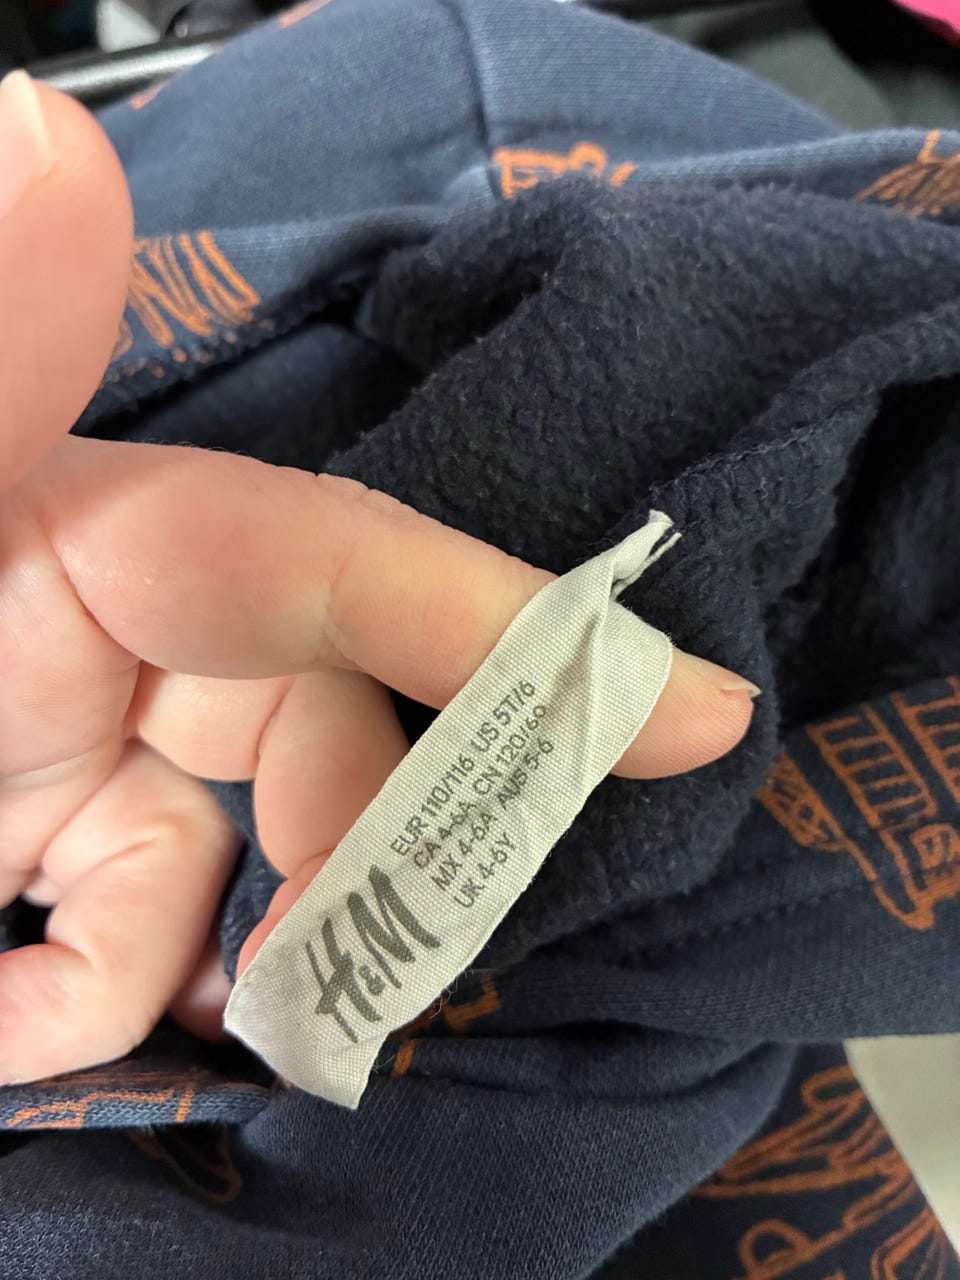 H&M
EUR 110/116 US 5T/6
CA 4-6A CN 120/60
MX 4-6A AUS 5-6
UK 4-6Y